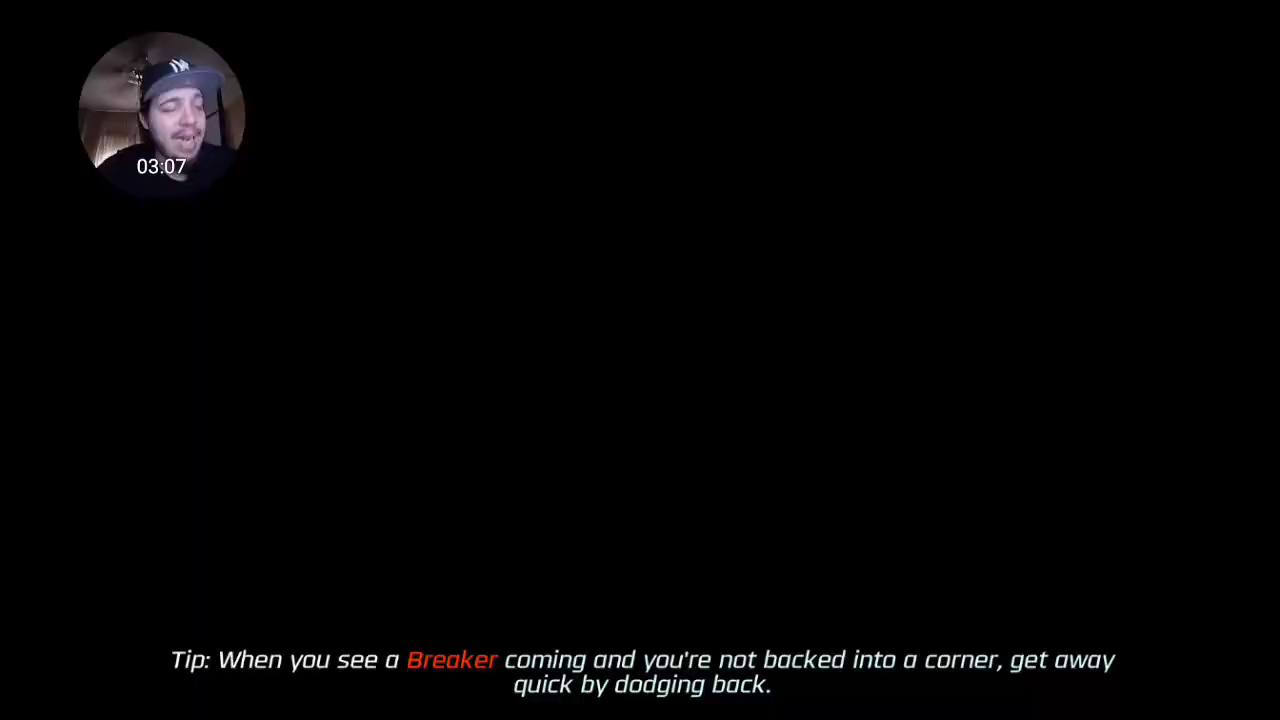 03:07
Tip: When you see a Breaker coming and you're not backed into a corner, get away
quick by dodging back.